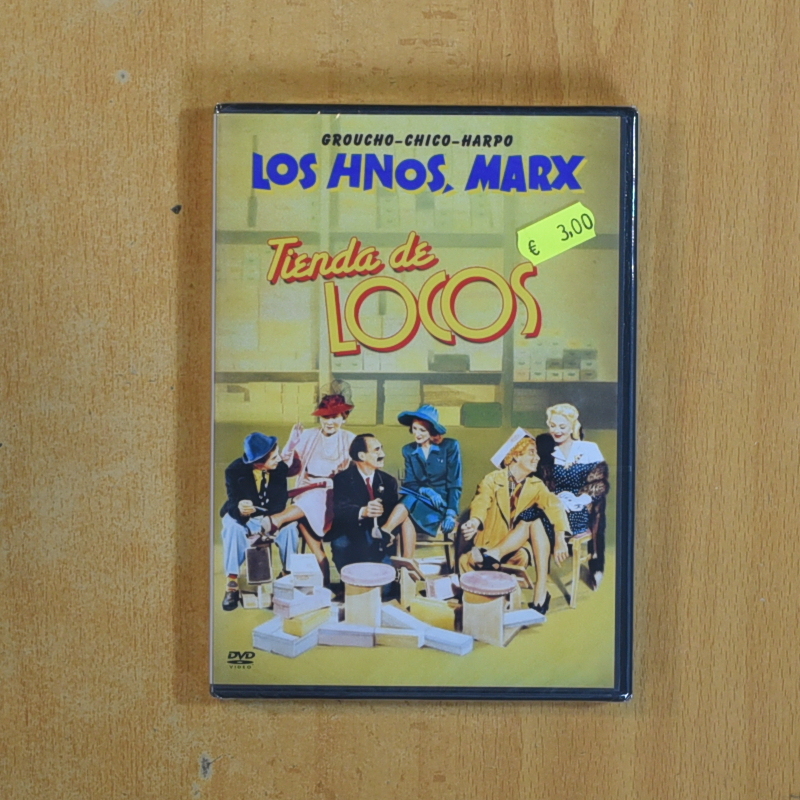 GROUCHO-CHICO-HARPO
LOS HNOS. MARX
€ 3,00
Tienda de
LOCOS
DVD
VIDEO